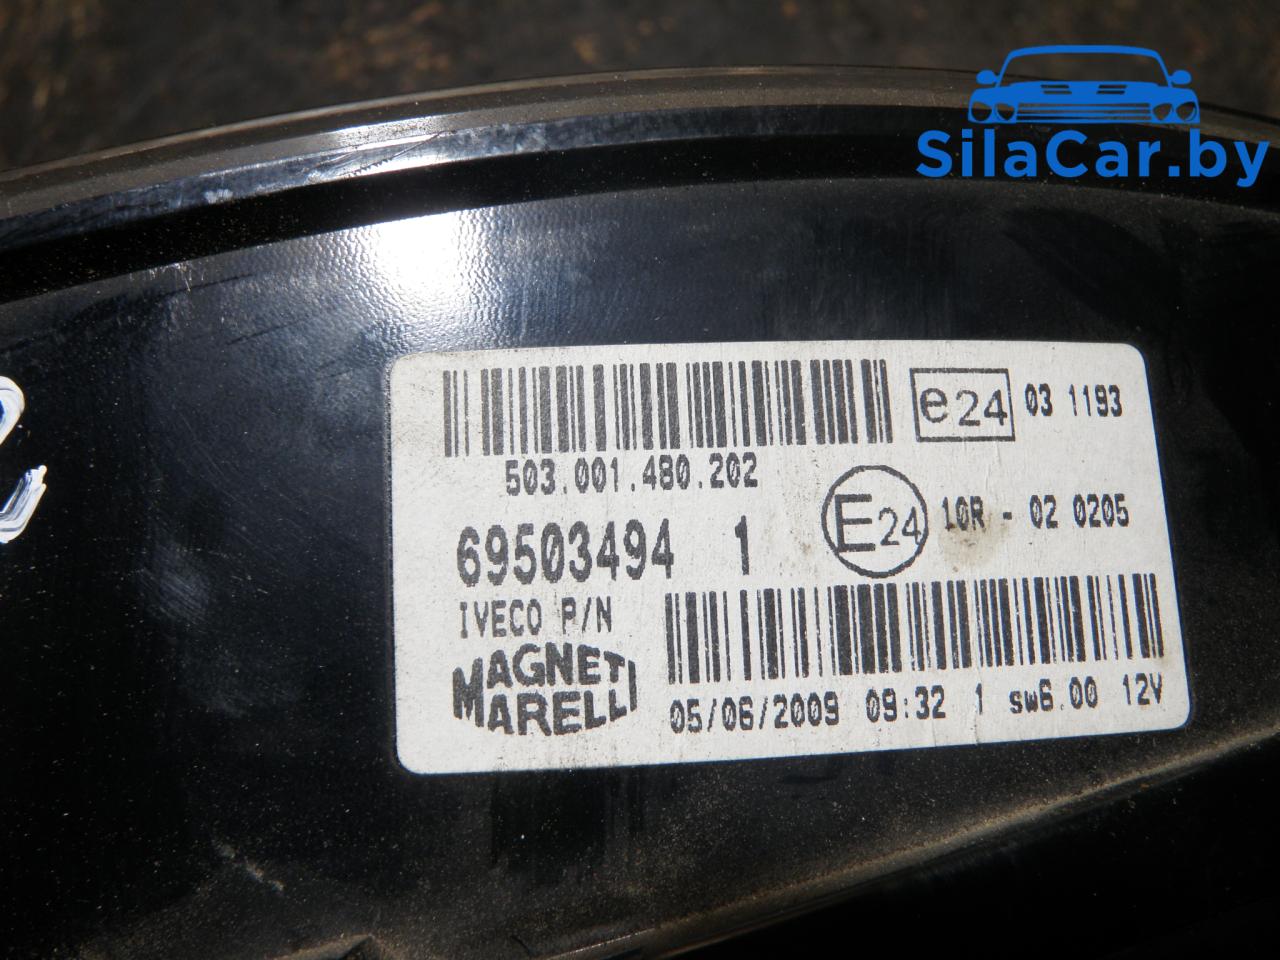 SilaCar.by
e24 03 1193
503.001.480.202
69503494 1
E24 10R - 02 0205
IVECO P/N
MAGNETI
MARELLI
05/06/2009 09:32 1 sw6.00 12V